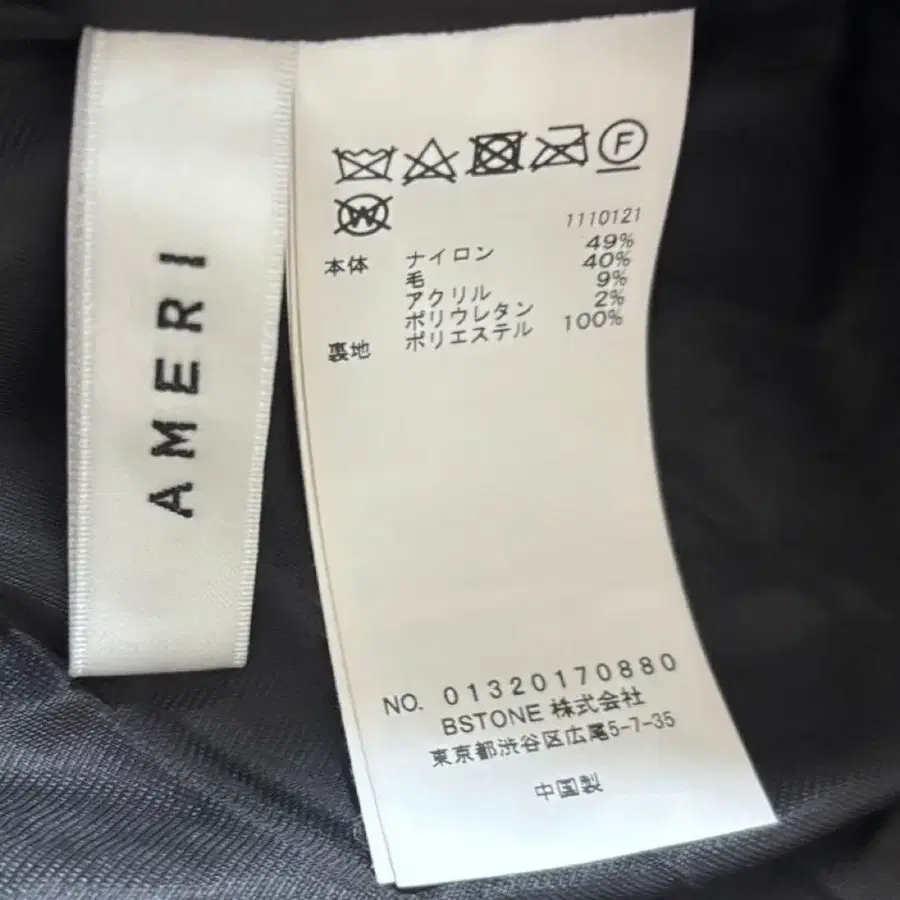 AMERI
F
W
1110121
本体 ナイロン 49%
毛 40%
アクリル 9%
ポリウレタン 2%
裏地 ポリエステル 100%
NO. 01320170880
BSTONE 株式会社
東京都渋谷区広尾5-7-35
中国製